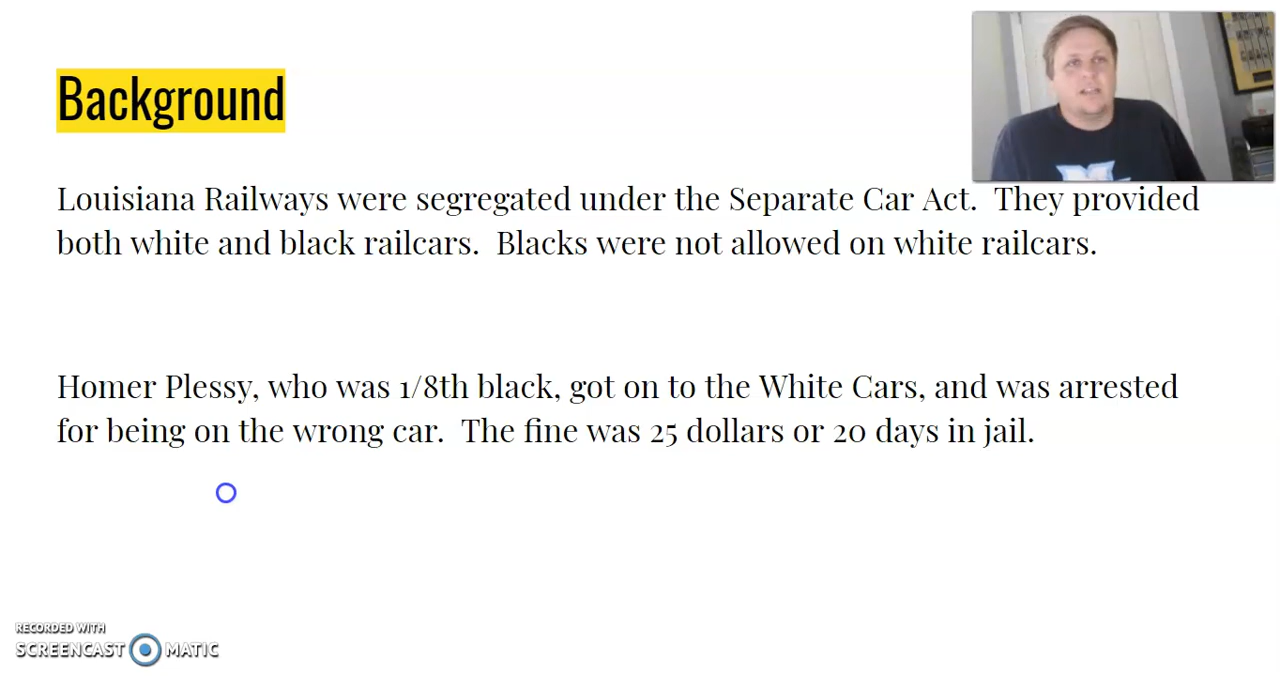 Background
Louisiana Railways were segregated under the Separate Car Act.  They provided
both white and black railcars.  Blacks were not allowed on white railcars.
Homer Plessy, who was 1/8th black, got on to the White Cars, and was arrested
for being on the wrong car.  The fine was 25 dollars or 20 days in jail.
RECORDED WITH
SCREENCAST MATIC